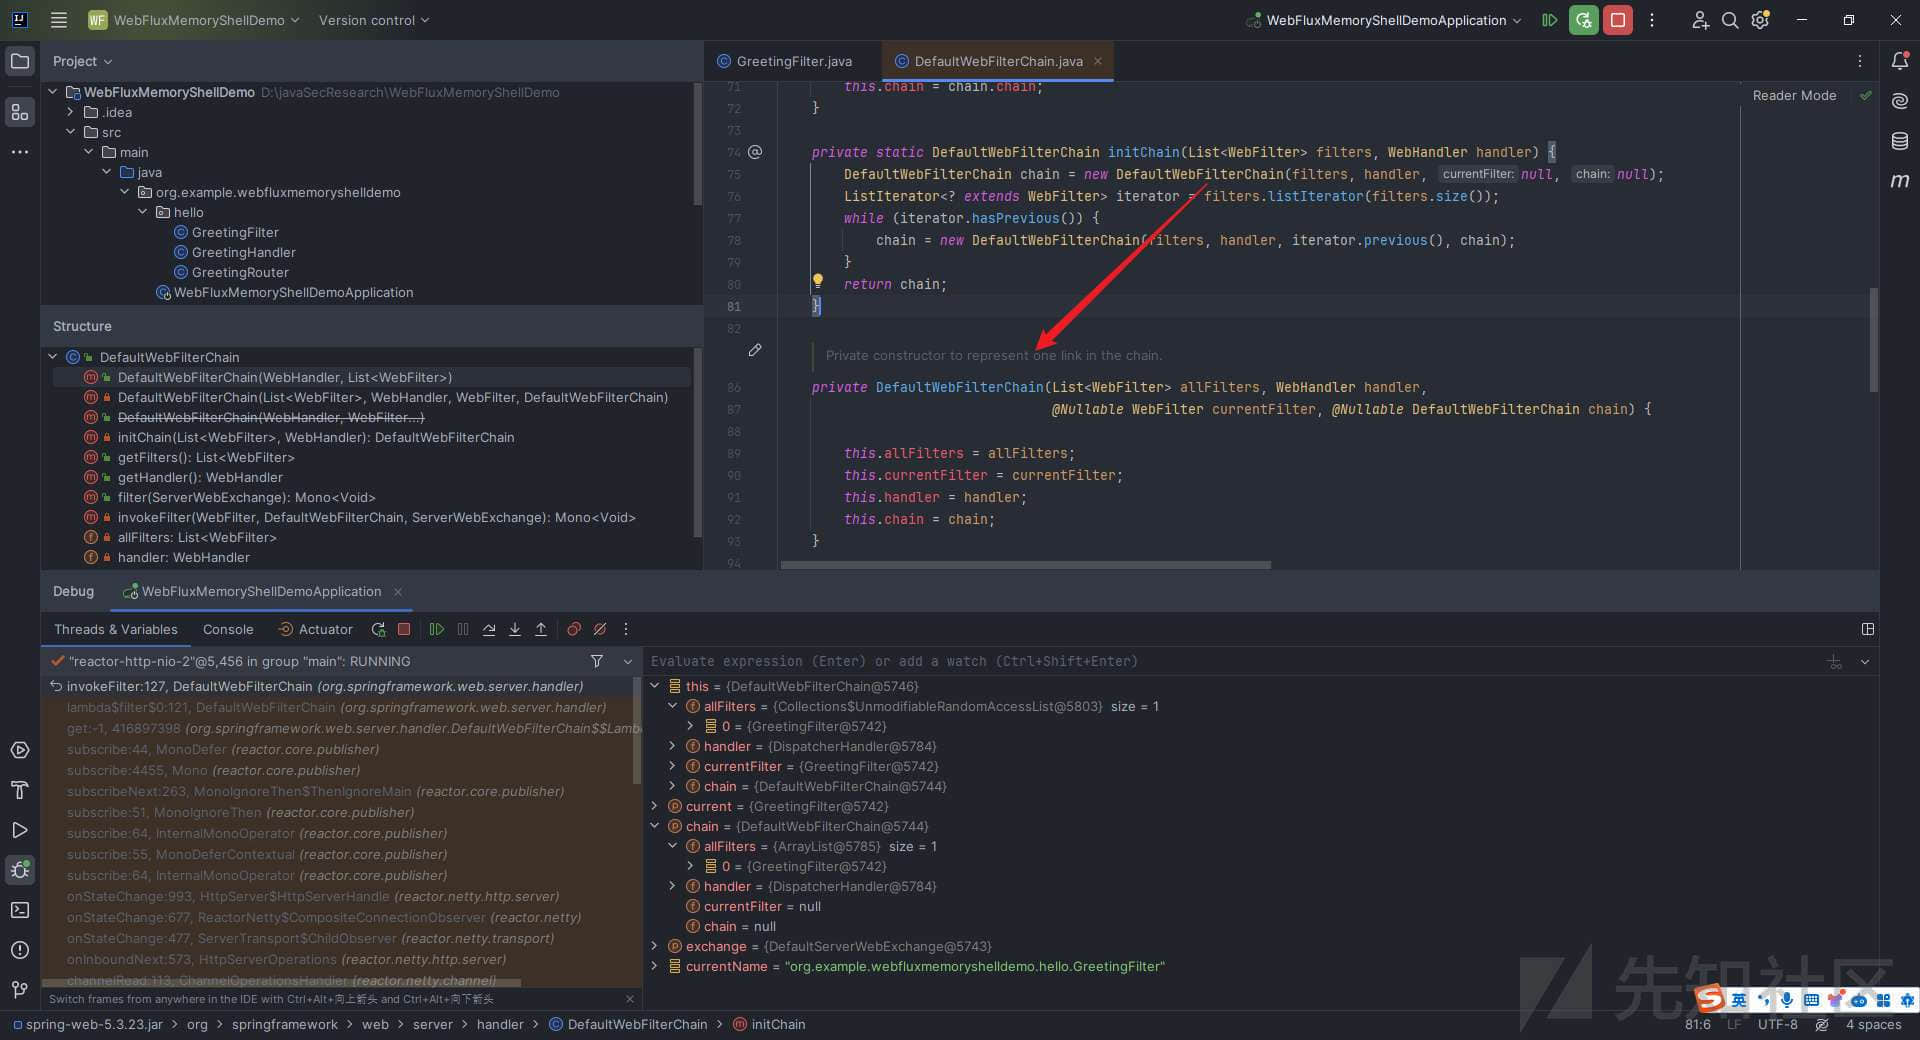 WF WebFluxMemoryShellDemo Version control
WebFluxMemoryShellDemoApplication
Project
WebFluxMemoryShellDemo D:\javaSecResearch\WebFluxMemoryShellDemo
.idea
src
main
java
org.example.webfluxmemoryshelldemo
hello
GreetingFilter
GreetingHandler
GreetingRouter
WebFluxMemoryShellDemoApplication
Structure
DefaultWebFilterChain
DefaultWebFilterChain(WebHandler, List<WebFilter>)
DefaultWebFilterChain(List<WebFilter>, WebHandler, WebFilter, DefaultWebFilterChain)
DefaultWebFilterChain(WebHandler, WebFilter...)
initChain(List<WebFilter>, WebHandler): DefaultWebFilterChain
getFilters(): List<WebFilter>
getHandler(): WebHandler
filter(ServerWebExchange): Mono<Void>
invokeFilter(WebFilter, DefaultWebFilterChain, ServerWebExchange): Mono<Void>
allFilters: List<WebFilter>
handler: WebHandler
GreetingFilter.java DefaultWebFilterChain.java
Reader Mode
71 this.chain = chain.chain;
72 }
73
74 private static DefaultWebFilterChain initChain(List<WebFilter> filters, WebHandler handler) {
75 DefaultWebFilterChain chain = new DefaultWebFilterChain(filters, handler, currentFilter: null, chain: null);
76 ListIterator<? extends WebFilter> iterator = filters.listIterator(filters.size());
77 while (iterator.hasPrevious()) {
78 chain = new DefaultWebFilterChain(filters, handler, iterator.previous(), chain);
79 }
80 return chain;
81 }
82
Private constructor to represent one link in the chain.
86 private DefaultWebFilterChain(List<WebFilter> allFilters, WebHandler handler,
87 @Nullable WebFilter currentFilter, @Nullable DefaultWebFilterChain chain) {
88
89 this.allFilters = allFilters;
90 this.currentFilter = currentFilter;
91 this.handler = handler;
92 this.chain = chain;
93 }
94
Debug WebFluxMemoryShellDemoApplication
Threads & Variables Console Actuator
"reactor-http-nio-2"@5,456 in group "main": RUNNING
invokeFilter:127, DefaultWebFilterChain (org.springframework.web.server.handler)
lambda$filter$0:121, DefaultWebFilterChain (org.springframework.web.server.handler)
get:-1, 416897398 (org.springframework.web.server.handler.DefaultWebFilterChain$$Lamb
subscribe:44, MonoDefer (reactor.core.publisher)
subscribe:4455, Mono (reactor.core.publisher)
subscribeNext:263, MonoIgnoreThen$ThenIgnoreMain (reactor.core.publisher)
subscribe:51, MonoIgnoreThen (reactor.core.publisher)
subscribe:64, InternalMonoOperator (reactor.core.publisher)
subscribe:55, MonoDeferContextual (reactor.core.publisher)
subscribe:64, InternalMonoOperator (reactor.core.publisher)
onStateChange:993, HttpServer$HttpServerHandle (reactor.netty.http.server)
onStateChange:677, ReactorNetty$CompositeConnectionObserver (reactor.netty)
onStateChange:477, ServerTransport$ChildObserver (reactor.netty.transport)
onInboundNext:573, HttpServerOperations (reactor.netty.http.server)
channelRead:113, ChannelOperationsHandler (reactor.netty.channel)
Switch frames from anywhere in the IDE with Ctrl+Alt+向上箭头 and Ctrl+Alt+向下箭头
Evaluate expression (Enter) or add a watch (Ctrl+Shift+Enter)
this = {DefaultWebFilterChain@5746}
allFilters = {Collections$UnmodifiableRandomAccessList@5803} size = 1
0 = {GreetingFilter@5742}
handler = {DispatcherHandler@5784}
currentFilter = {GreetingFilter@5742}
chain = {DefaultWebFilterChain@5744}
current = {GreetingFilter@5742}
chain = {DefaultWebFilterChain@5744}
allFilters = {ArrayList@5785} size = 1
0 = {GreetingFilter@5742}
handler = {DispatcherHandler@5784}
currentFilter = null
chain = null
exchange = {DefaultServerWebExchange@5743}
currentName = "org.example.webfluxmemoryshelldemo.hello.GreetingFilter"
先知社区
英
spring-web-5.3.23.jar > org > springframework > web > server > handler > DefaultWebFilterChain > initChain
81:6 LF UTF-8 4 spaces